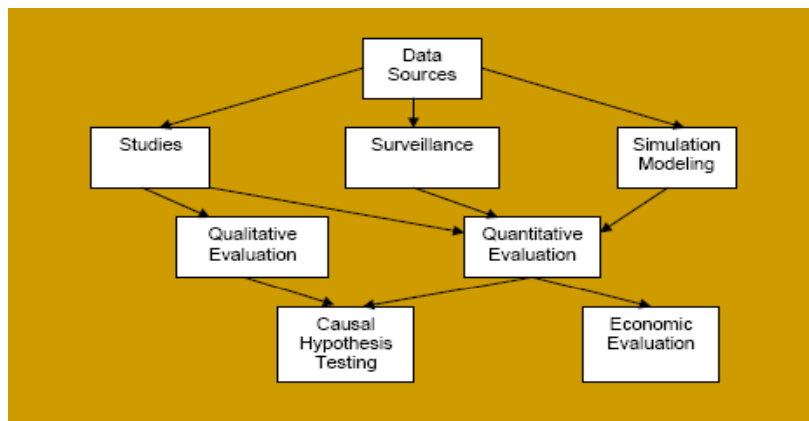 Data
Sources
Studies
Surveillance
Simulation
Modeling
Qualitative
Evaluation
Quantitative
Evaluation
Causal
Hypothesis
Testing
Economic
Evaluation